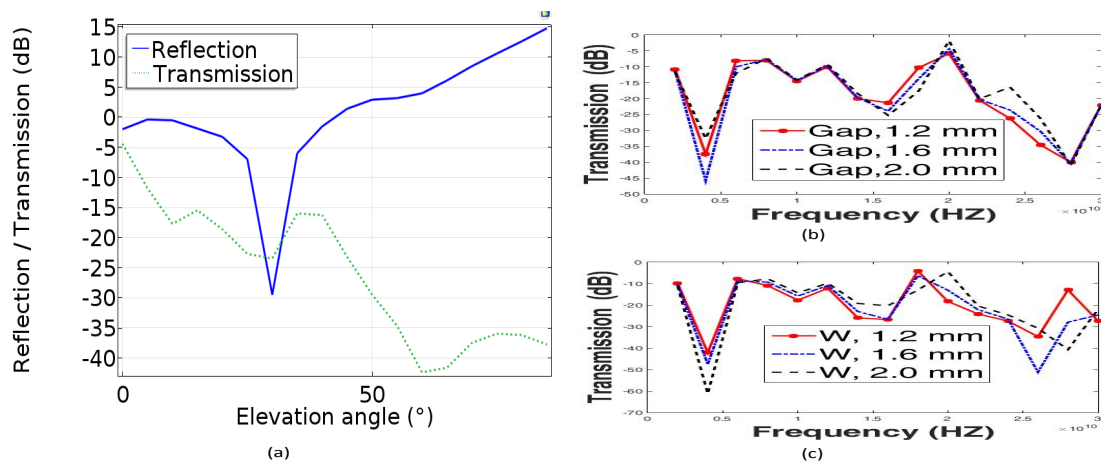 Reflection / Transmission (dB)
15
10
5
0
-5
-10
-15
-20
-25
-30
-35
-40
Reflection
Transmission
0
50
Elevation angle (°)
(a)
Transmission (dB)
0
-5
-10
-15
-20
-25
-30
-35
-40
-45
-50
Gap,1.2 mm
Gap,1.6 mm
Gap,2.0 mm
0
0.5
1
1.5
2
2.5
3
× 10^10
Frequency (HZ)
(b)
Transmission (dB)
0
-10
-20
-30
-40
-50
-60
-70
W, 1.2 mm
W, 1.6 mm
W, 2.0 mm
0
0.5
1
1.5
2
2.5
3
× 10^10
Frequency (HZ)
(c)